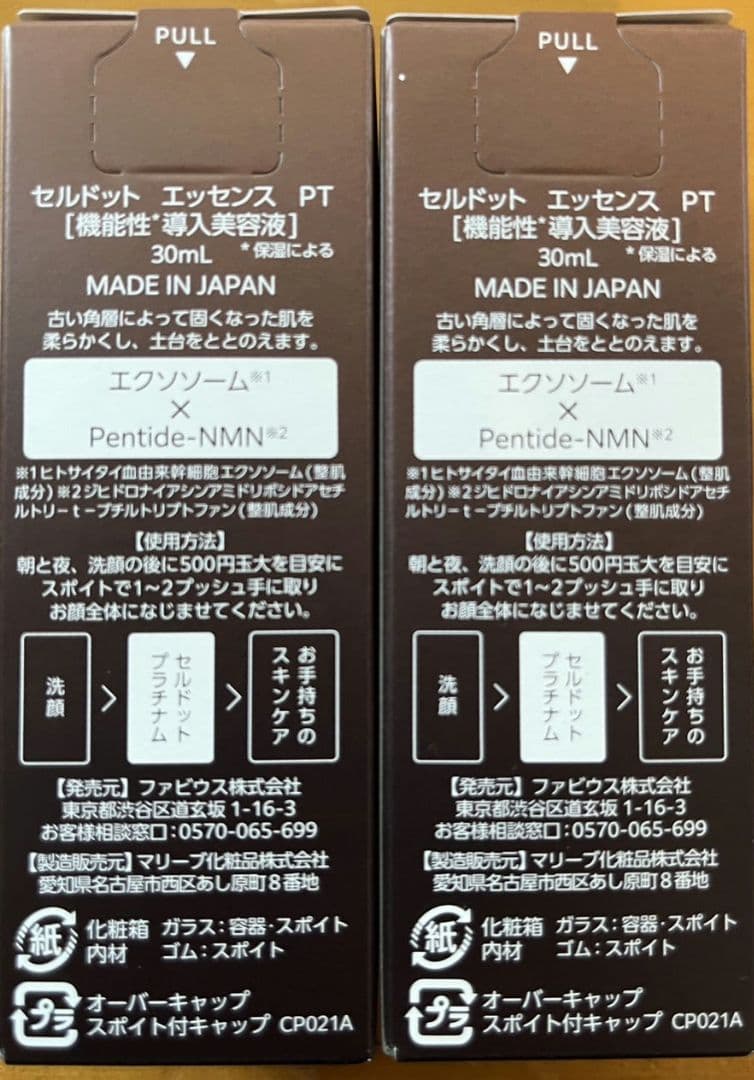 PULL
セルドット エッセンス PT
[機能性*導入美容液]
30mL *保湿による
MADE IN JAPAN
古い角層によって固くなった肌を
柔らかくし、土台をととのえます。
エクソソーム※1
×
Pentide-NMN※2
※1ヒトサイタイ血由来幹細胞エクソソーム(整肌
成分)※2ジヒドロナイアシンアミドリボシドアセチ
ルトリーt－ブチルトリプトファン(整肌成分)
【使用方法】
朝と夜、洗顔の後に500円玉大を目安に
スポイトで1～2プッシュ手に取り
お顔全体になじませてください。
洗顔
>
セルドット
プラチナム
>
お手持ちの
スキンケア
【発売元】ファビウス株式会社
東京都渋谷区道玄坂 1-16-3
お客様相談窓口:0570-065-699
【製造販売元】マリーブ化粧品株式会社
愛知県名古屋市西区あし原町8番地
紙
化粧箱
内材
ガラス:容器・スポイト
ゴム:スポイト
プラ
オーバーキャップ
スポイト付キャップ CP021A
PULL
セルドット エッセンス PT
[機能性*導入美容液]
30mL *保湿による
MADE IN JAPAN
古い角層によって固くなった肌を
柔らかくし、土台をととのえます。
エクソソーム※1
×
Pentide-NMN※2
※1ヒトサイタイ血由来幹細胞エクソソーム(整肌
成分)※2ジヒドロナイアシンアミドリボシドアセチ
ルトリーt－ブチルトリプトファン(整肌成分)
【使用方法】
朝と夜、洗顔の後に500円玉大を目安に
スポイトで1～2プッシュ手に取り
お顔全体になじませてください。
洗顔
>
セルドット
プラチナム
>
お手持ちの
スキンケア
【発売元】ファビウス株式会社
東京都渋谷区道玄坂 1-16-3
お客様相談窓口:0570-065-699
【製造販売元】マリーブ化粧品株式会社
愛知県名古屋市西区あし原町8番地
紙
化粧箱
内材
ガラス:容器・スポイト
ゴム:スポイト
プラ
オーバーキャップ
スポイト付キャップ CP021A